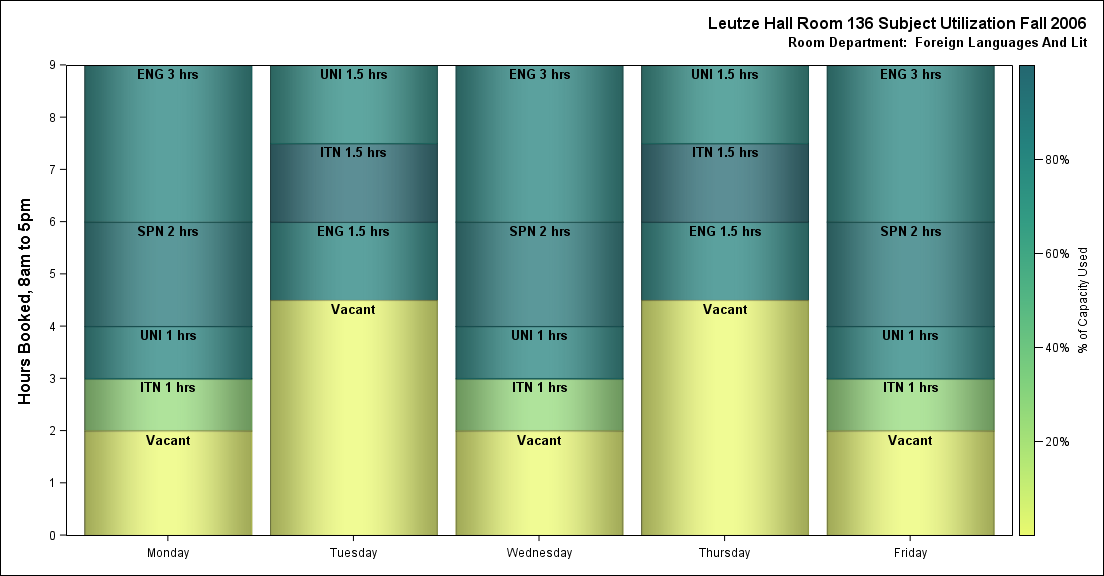 Leutze Hall Room 136 Subject Utilization Fall 2006
Room Department: Foreign Languages And Lit
Hours Booked, 8am to 5pm
9
8
7
6
5
4
3
2
1
0
ENG 3 hrs
SPN 2 hrs
UNI 1 hrs
ITN 1 hrs
Vacant
Monday
UNI 1.5 hrs
ITN 1.5 hrs
ENG 1.5 hrs
Vacant
Tuesday
ENG 3 hrs
SPN 2 hrs
UNI 1 hrs
ITN 1 hrs
Vacant
Wednesday
UNI 1.5 hrs
ITN 1.5 hrs
ENG 1.5 hrs
Vacant
Thursday
ENG 3 hrs
SPN 2 hrs
UNI 1 hrs
ITN 1 hrs
Vacant
Friday
80%
60%
40%
20%
% of Capacity Used